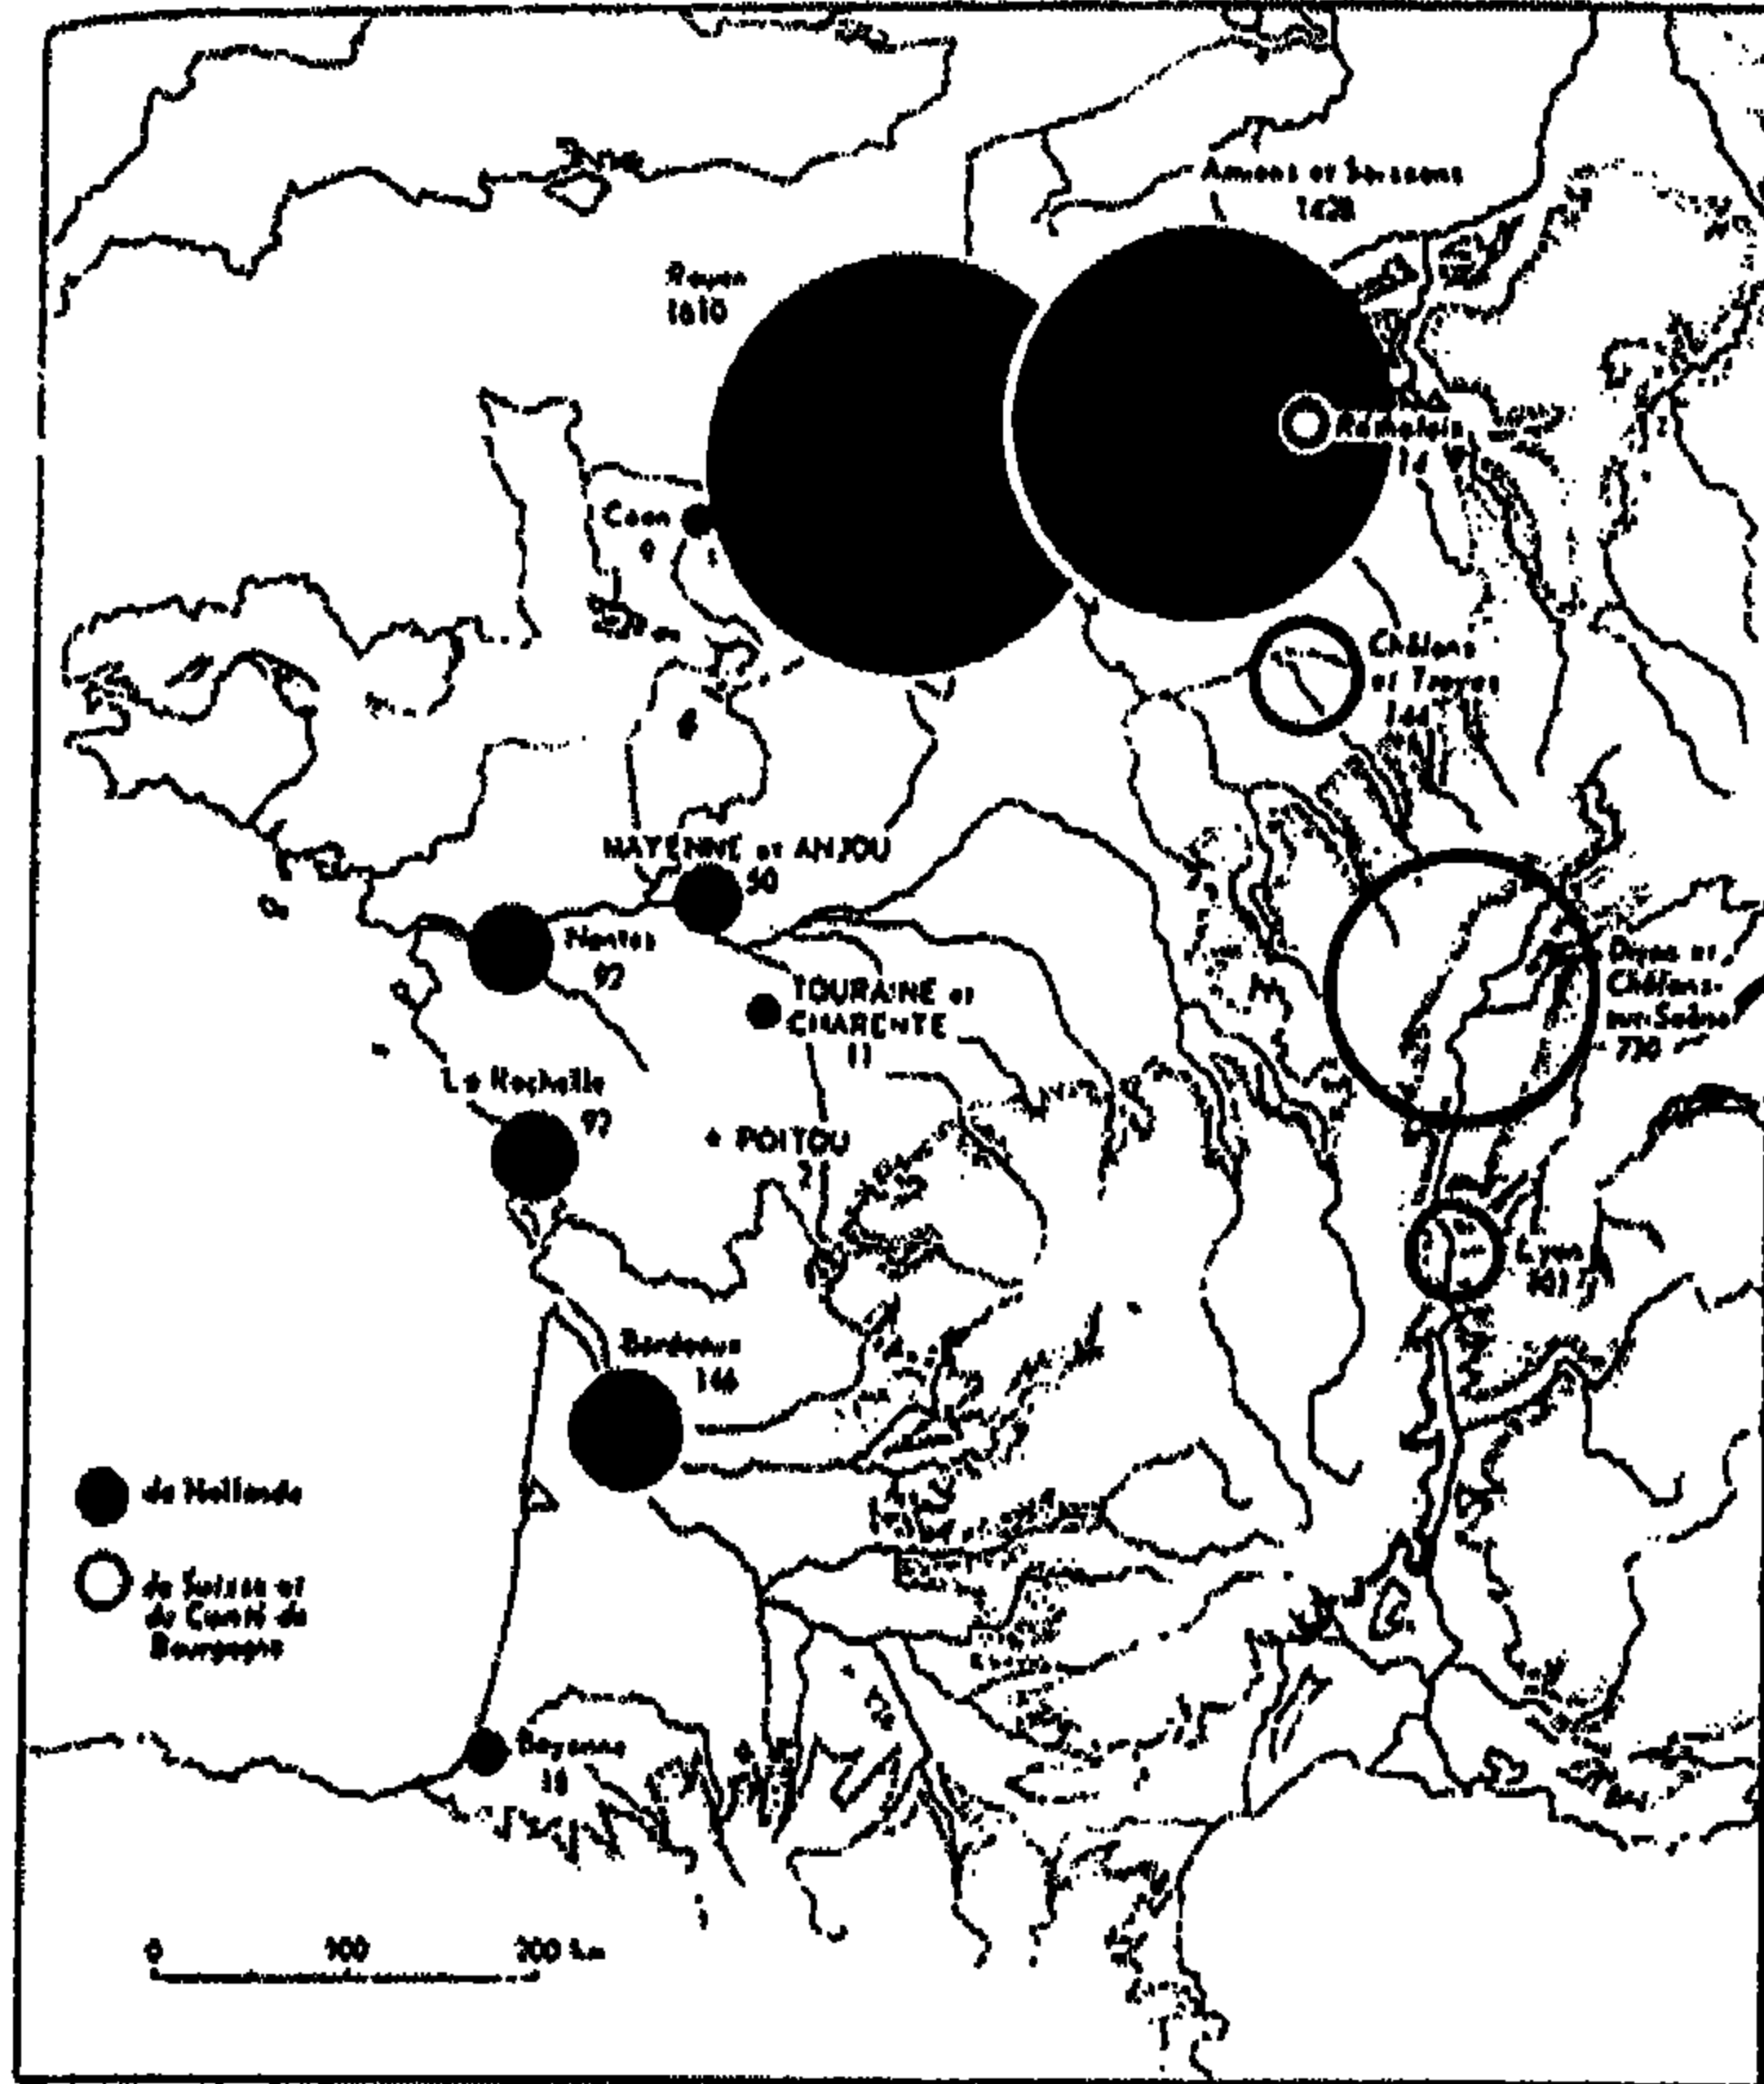 Amiens et Soissons
Rouen
1610
14
Caen
9
Châlons
et Troyes
144
MAYENNE et ANJOU
50
Nantes
92
TOURAINE et
CHARENTE
11
Dijon et
Châlons-
sur-Saône
La Rochelle
97
POITOU
2
Lyon
Bordeaux
146
de Hollande
de Suisse et
de Comté de
Bourgogne
Bayonne
0
100
200 km